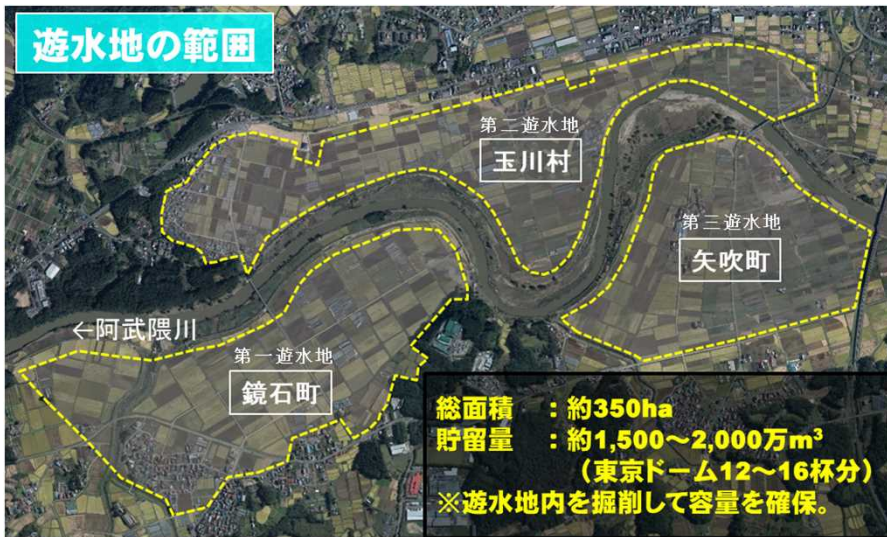 遊水地の範囲
第二遊水地
玉川村
第三遊水地
矢吹町
←阿武隈川
第一遊水地
鏡石町
総面積 ：約350ha
貯留量 ：約1,500～2,000万m³
（東京ドーム12～16杯分）
※遊水地内を掘削して容量を確保。